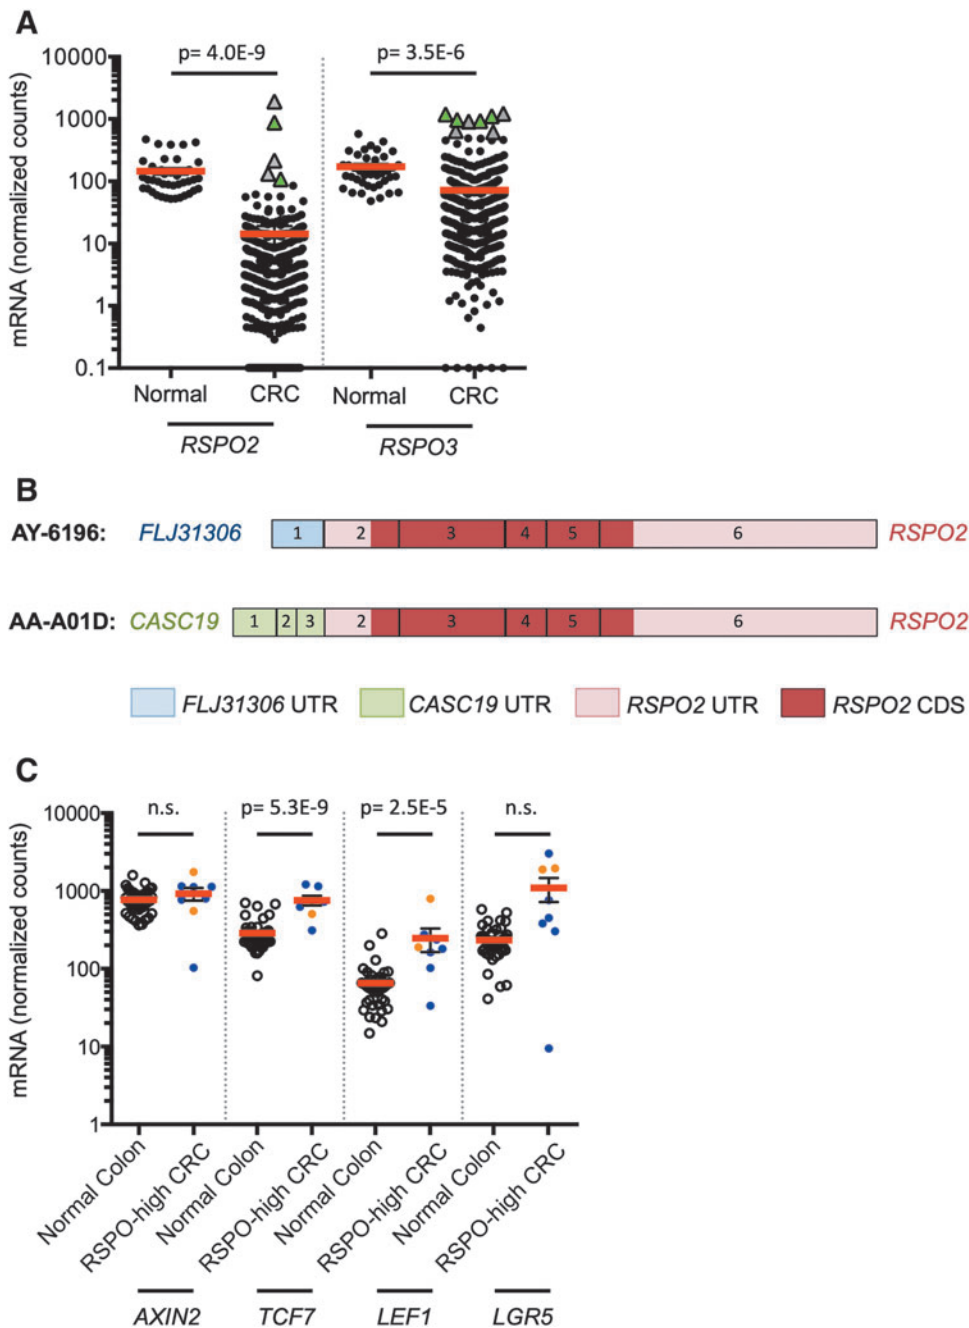 A
p= 4.0E-9
p= 3.5E-6
mRNA (normalized counts)
10000
1000
100
10
1
0.1
Normal
CRC
Normal
CRC
RSPO2
RSPO3
B
AY-6196: FLJ31306 1 2 3 4 5 6 RSPO2
AA-A01D: CASC19 1 2 3 2 3 4 5 6 RSPO2
FLJ31306 UTR
CASC19 UTR
RSPO2 UTR
RSPO2 CDS
C
n.s.
p= 5.3E-9
p= 2.5E-5
n.s.
mRNA (normalized counts)
10000
1000
100
10
1
Normal Colon
RSPO-high CRC
Normal Colon
RSPO-high CRC
Normal Colon
RSPO-high CRC
Normal Colon
RSPO-high CRC
AXIN2
TCF7
LEF1
LGR5